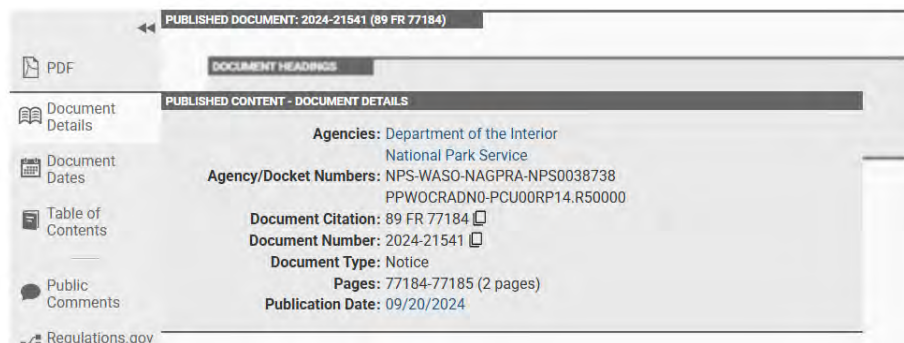 PUBLISHED DOCUMENT: 2024-21541 (89 FR 77184)
PDF
DOCUMENT HEADINGS
Document
Details
PUBLISHED CONTENT - DOCUMENT DETAILS
Agencies: Department of the Interior
National Park Service
Agency/Docket Numbers: NPS-WASO-NAGPRA-NPS0038738
PPWOCRADN0-PCU00RP14.R50000
Document Citation: 89 FR 77184
Document Number: 2024-21541
Document Type: Notice
Pages: 77184-77185 (2 pages)
Publication Date: 09/20/2024
Document
Dates
Table of
Contents
Public
Comments
Regulations.gov